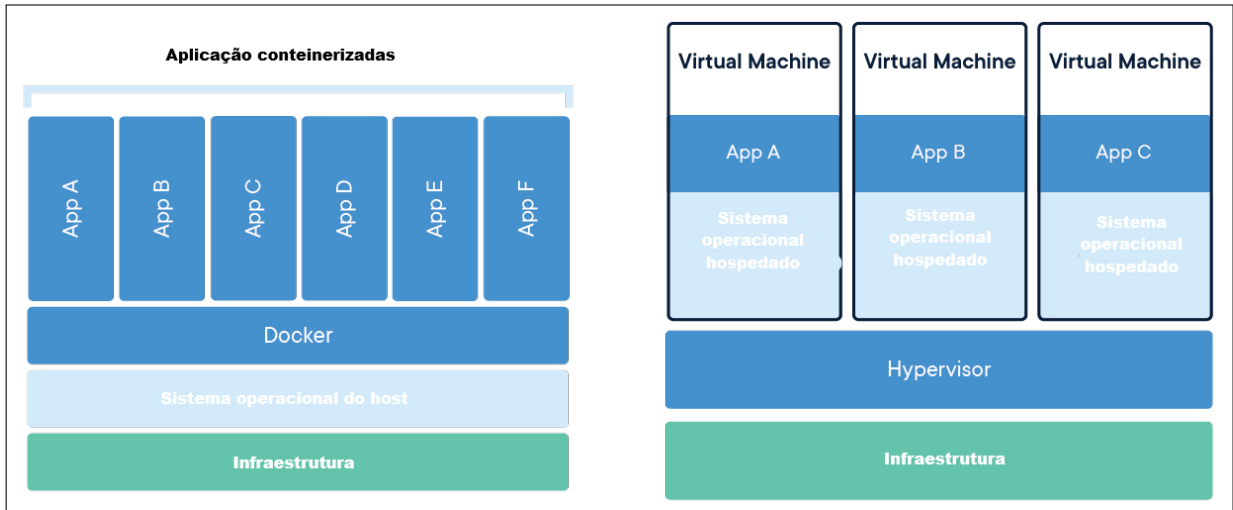 Aplicação conteinerizadas
App A
App B
App C
App D
App E
App F
Docker
Sistema operacional do host
Infraestrutura
Virtual Machine
App A
Sistema
operacional
hospedado
Virtual Machine
App B
Sistema
operacional
hospedado
Virtual Machine
App C
Sistema
operacional
hospedado
Hypervisor
Infraestrutura